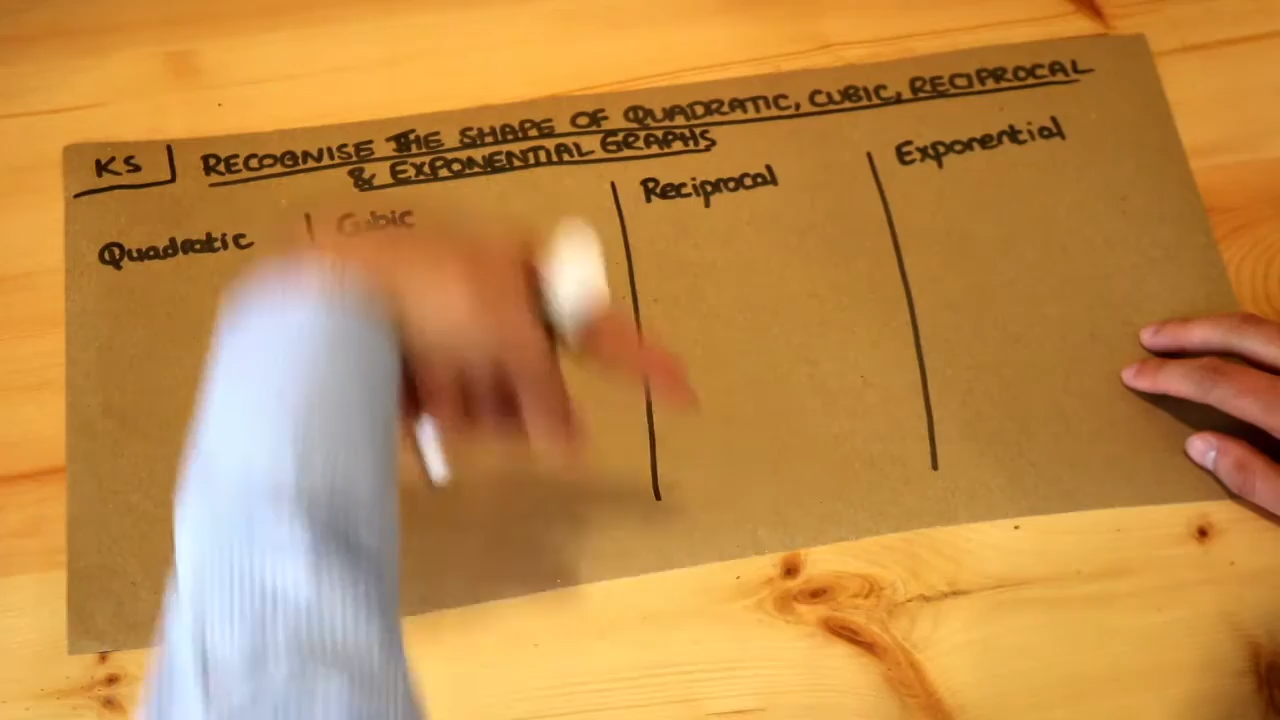 KS
RECOGNISE THE SHAPE OF QUADRATIC, CUBIC, RECIPROCAL
& EXPONENTIAL GRAPHS
Quadratic
Cubic
Reciprocal
Exponential